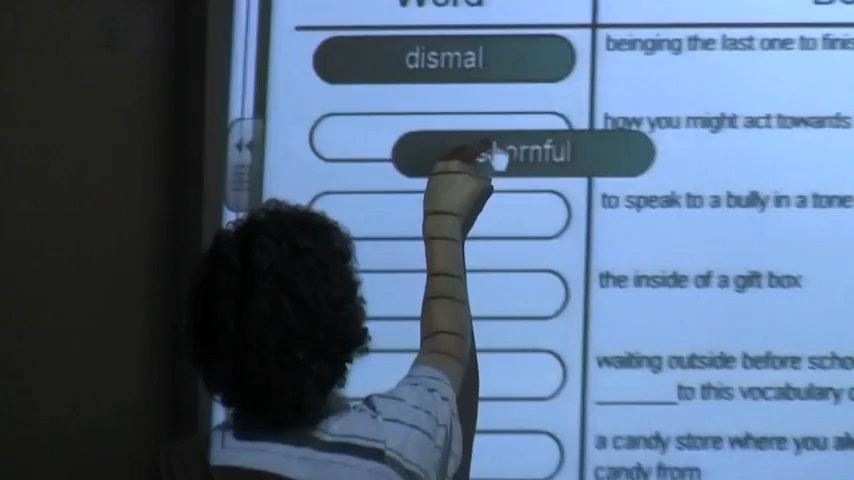 Word
dismal
beinging the last one to finis
how you might act towards
ornful
to speak to a bully in a tone
the inside of a gift box
waiting outside before scho
______to this vocabulary
a candy store where you al
candy from